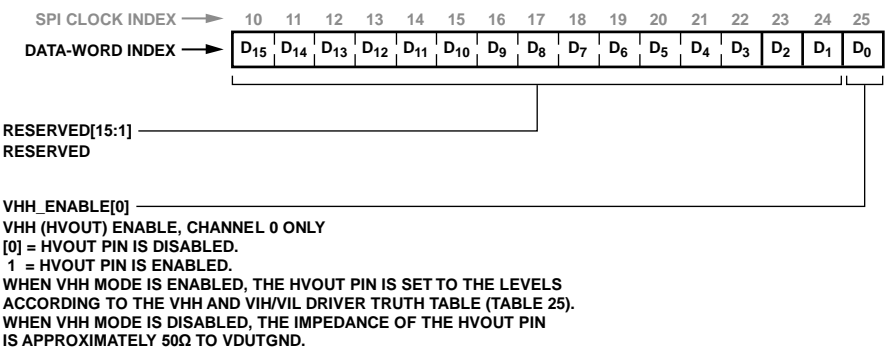 SPI CLOCK INDEX 10 11 12 13 14 15 16 17 18 19 20 21 22 23 24 25
DATA-WORD INDEX D15 D14 D13 D12 D11 D10 D9 D8 D7 D6 D5 D4 D3 D2 D1 D0
RESERVED[15:1]
RESERVED
VHH_ENABLE[0]
VHH (HVOUT) ENABLE, CHANNEL 0 ONLY
[0] = HVOUT PIN IS DISABLED.
1 = HVOUT PIN IS ENABLED.
WHEN VHH MODE IS ENABLED, THE HVOUT PIN IS SET TO THE LEVELS
ACCORDING TO THE VHH AND VIH/VIL DRIVER TRUTH TABLE (TABLE 25).
WHEN VHH MODE IS DISABLED, THE IMPEDANCE OF THE HVOUT PIN
IS APPROXIMATELY 50Ω TO VDUTGND.